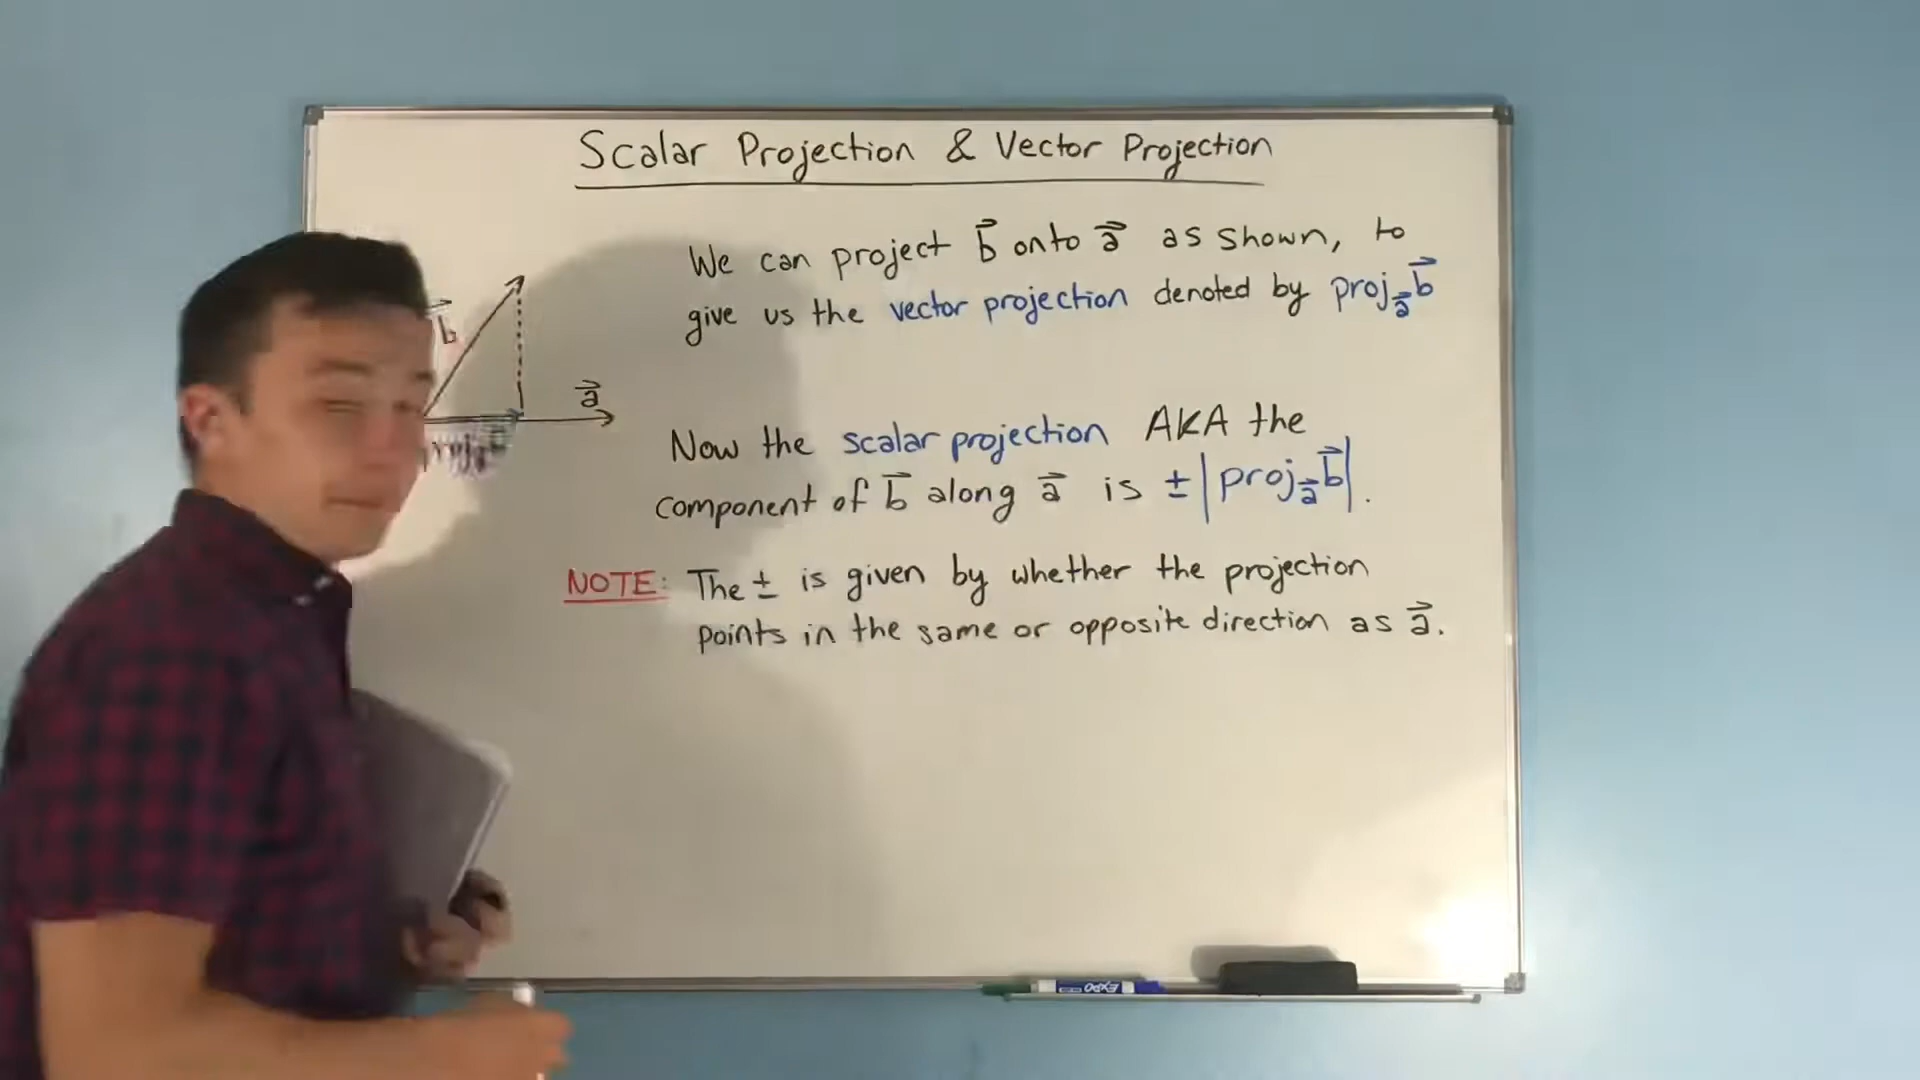 Scalar Projection & Vector Projection
We can project b⃗ onto a⃗ as shown, to
give us the vector projection denoted by proj_a⃗ b⃗
b⃗
a⃗
Now the scalar projection AKA the
component of b⃗ along a⃗ is ±|proj_a⃗ b⃗|.
NOTE: The ± is given by whether the projection
points in the same or opposite direction as a⃗.
EXPO